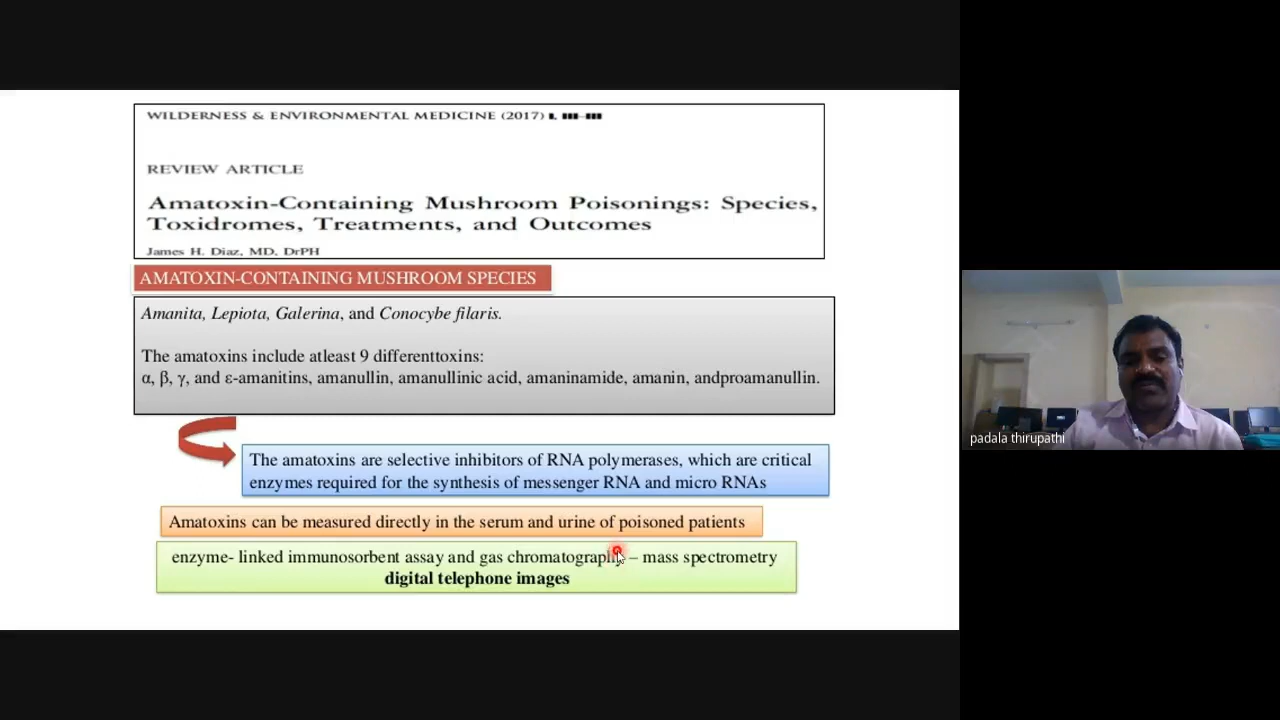 WILDERNESS & ENVIRONMENTAL MEDICINE (2017)
REVIEW ARTICLE
Amatoxin-Containing Mushroom Poisonings: Species,
Toxidromes, Treatments, and Outcomes
James H. Diaz, MD, DrPH
AMATOXIN-CONTAINING MUSHROOM SPECIES
Amanita, Lepiota, Galerina, and Conocybe filaris.
The amatoxins include atleast 9 differenttoxins:
α, β, γ, and ε-amanitins, amanullin, amanullinic acid, amaninamide, amanin, andproamanullin.
The amatoxins are selective inhibitors of RNA polymerases, which are critical
enzymes required for the synthesis of messenger RNA and micro RNAs
Amatoxins can be measured directly in the serum and urine of poisoned patients
enzyme- linked immunosorbent assay and gas chromatography – mass spectrometry
digital telephone images
padala thirupathi